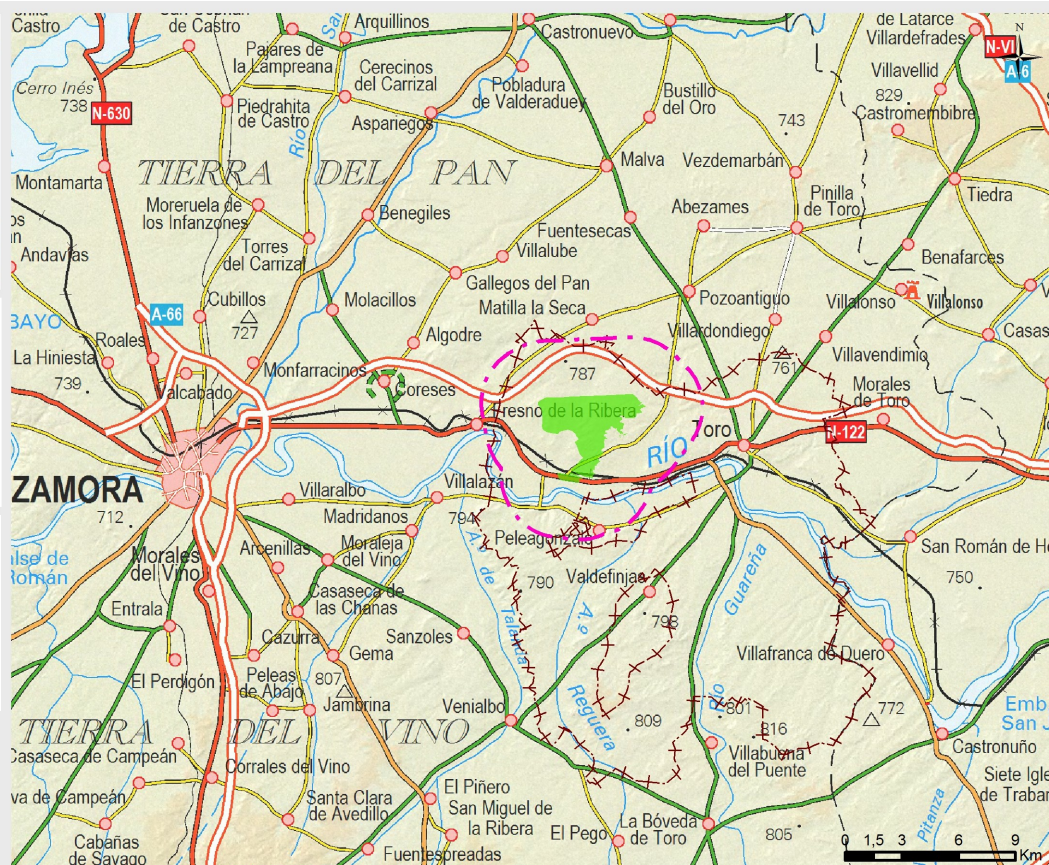 Castro
de Castro
Arquillinos
Castronuevo
de Latarce
Villardefrades
N
N-VI
A-6
Pajares de
la Lampreana
Cerecinos
del Carrizal
Pobladura
de Valderaduey
Bustillo
del Oro
Villavellid
829
Castromembibre
Cerro Inés
738
N-630
Piedrahita
de Castro
Aspariegos
743
Río
Malva
Vezdemarbán
TIERRA DEL PAN
Montamarta
Moreruela de
los Infanzones
Benegiles
Abezames
Pinilla
de Toro
Tiedra
Fuentesecas
Andavías
Torres
del Carrizal
Villalube
Benafarces
Gallegos del Pan
Cubillos
727
Molacillos
Matilla la Seca
Pozoantiguo
Villalonso
Villalonso
A-66
BAYO
Roales
Algodre
Villardondiego
Casas
La Hiniesta
739
Monfarracinos
787
761
Villavendimio
Valcabado
Coreses
Morales
de Toro
Fresno de la Ribera
Toro
N-122
RÍO
ZAMORA
Villaralbo
Villalazán
712
Madridanos
794
Peleagonzalo
Morales
del Vino
Arcenillas
Moraleja
del Vino
A.º de
Talanda
San Román de Ho
lse de
Román
790
Valdefinjas
750
Guareña
Casaseca de
las Chanas
A.º
Reguera
Entrala
798
Cazurra
Sanzoles
Gema
Villafranca de Duero
El Perdigón
Peleas
de Abajo
807
Jambrina
Río
801
Venialbo
809
816
772
Emb
San J
TIERRA DEL VINO
Castronuño
Casaseca de Campeán
Villabuena
del Puente
Corrales del Vino
Siete Igle
de Trabar
va de Campeán
El Piñero
Santa Clara
de Avedillo
San Miguel de
la Ribera
Pitanza
Cabañas
de Sayago
El Pego
La Bóveda
de Toro
805
Fuentespreadas
0 1,5 3 6 9
Km